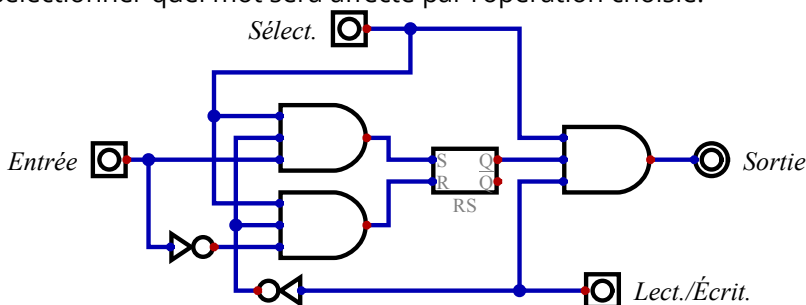 sélectionner quel mot sera affecté par l'opération choisie.
Sélect.
Entrée
S Q
R Q
RS
Sortie
Lect./Écrit.